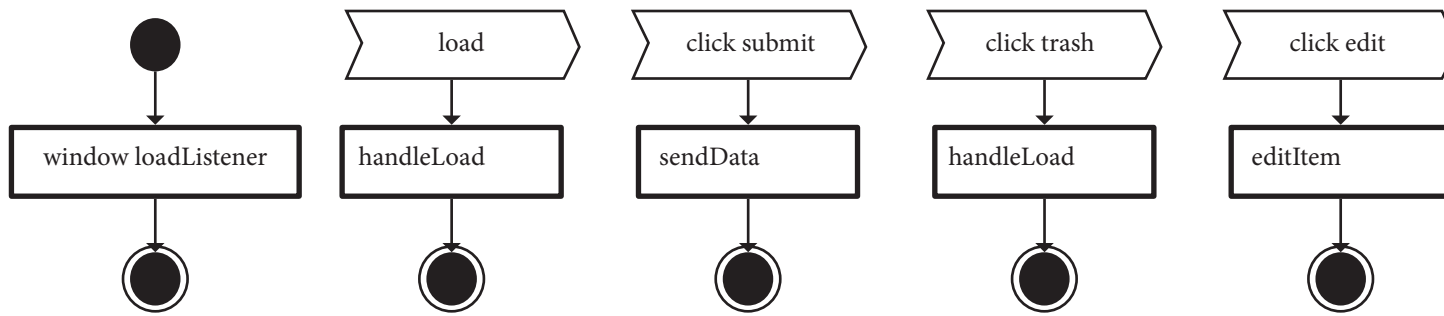 load
click submit
click trash
click edit
window loadListener
handleLoad
sendData
handleLoad
editItem